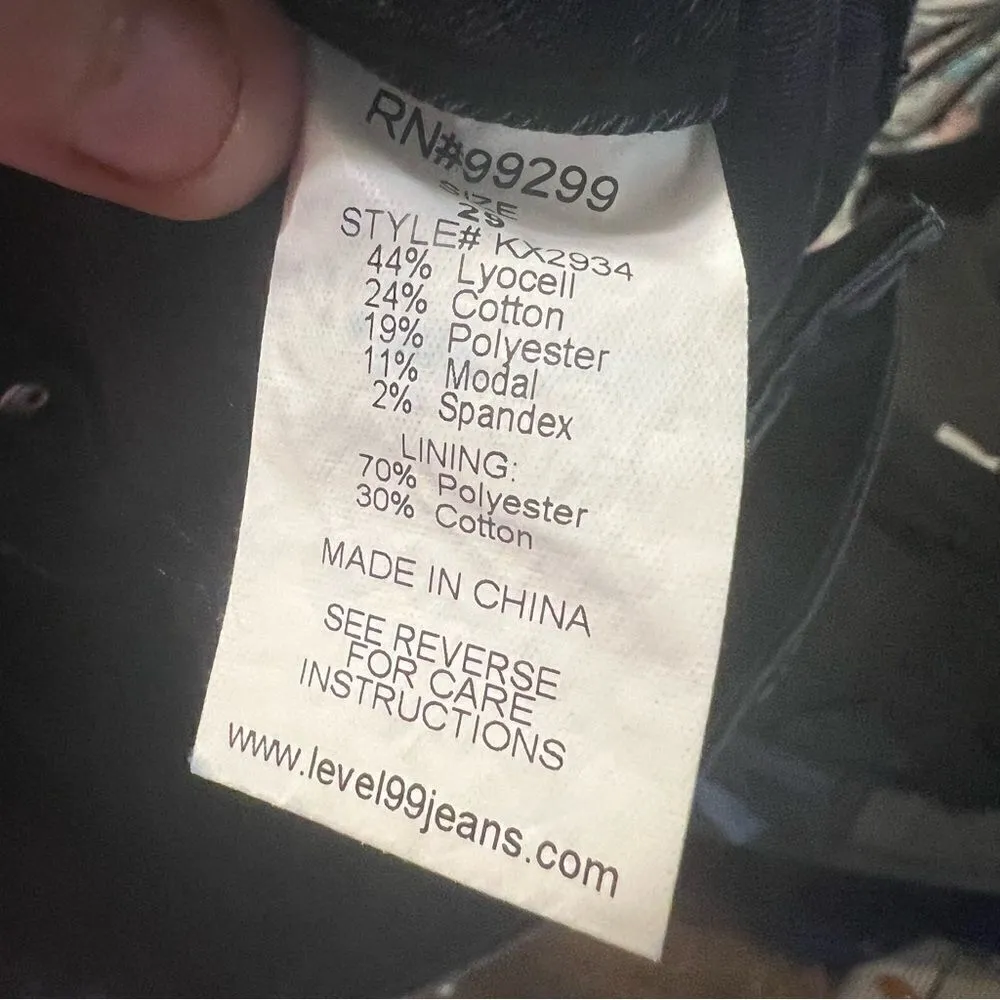 RN#99299
SIZE
STYLE# KX2934
44% Lyocell
24% Cotton
19% Polyester
11% Modal
2% Spandex
LINING:
70% Polyester
30% Cotton
MADE IN CHINA
SEE REVERSE
FOR CARE
INSTRUCTIONS
www.level99jeans.com